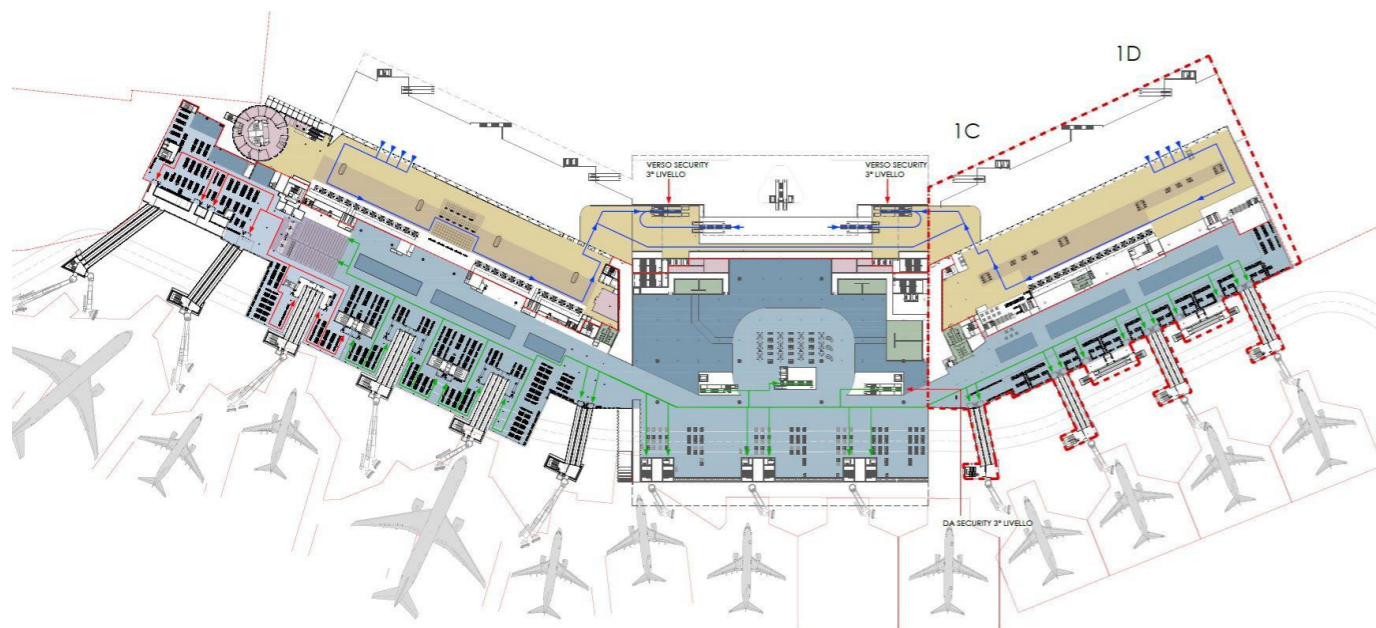 1D
1C
VERSO SECURITY
3° LIVELLO
VERSO SECURITY
3° LIVELLO
DA SECURITY 3° LIVELLO